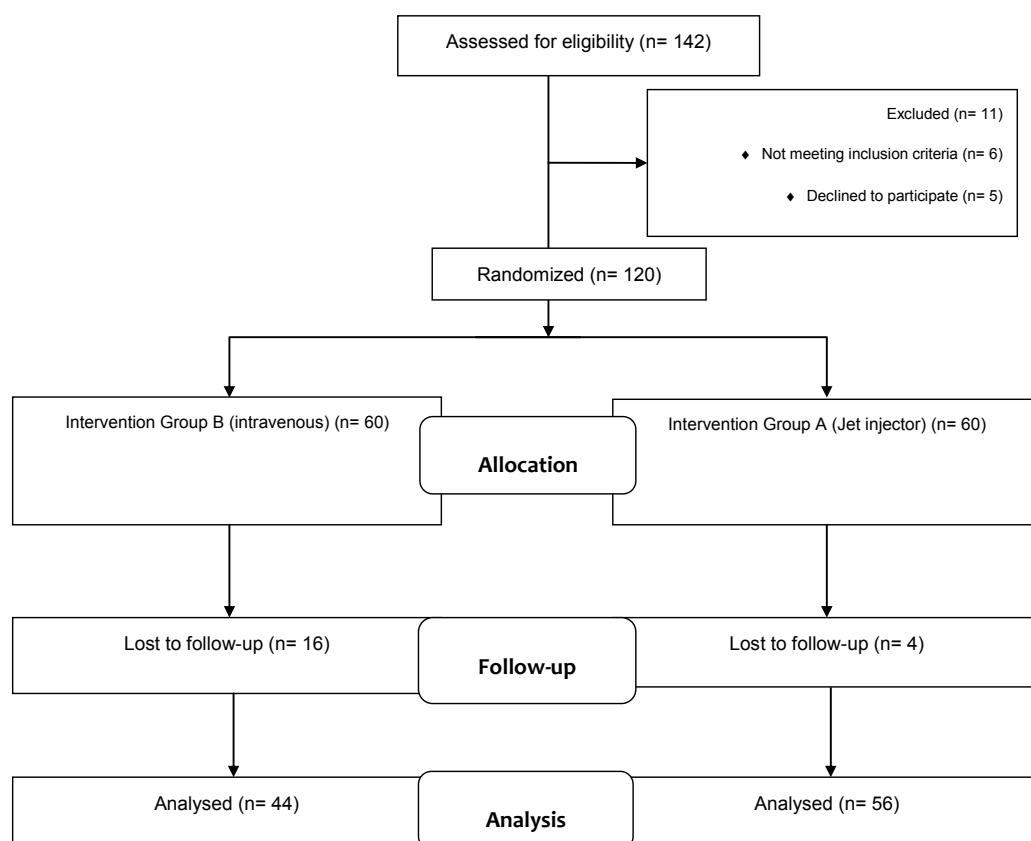 Assessed for eligibility (n= 142)
Excluded (n= 11)
♦ Not meeting inclusion criteria (n= 6)
♦ Declined to participate (n= 5)
Randomized (n= 120)
Intervention Group B (intravenous) (n= 60)
Allocation
Intervention Group A (Jet injector) (n= 60)
Lost to follow-up (n= 16)
Follow-up
Lost to follow-up (n= 4)
Analysed (n= 44)
Analysis
Analysed (n= 56)